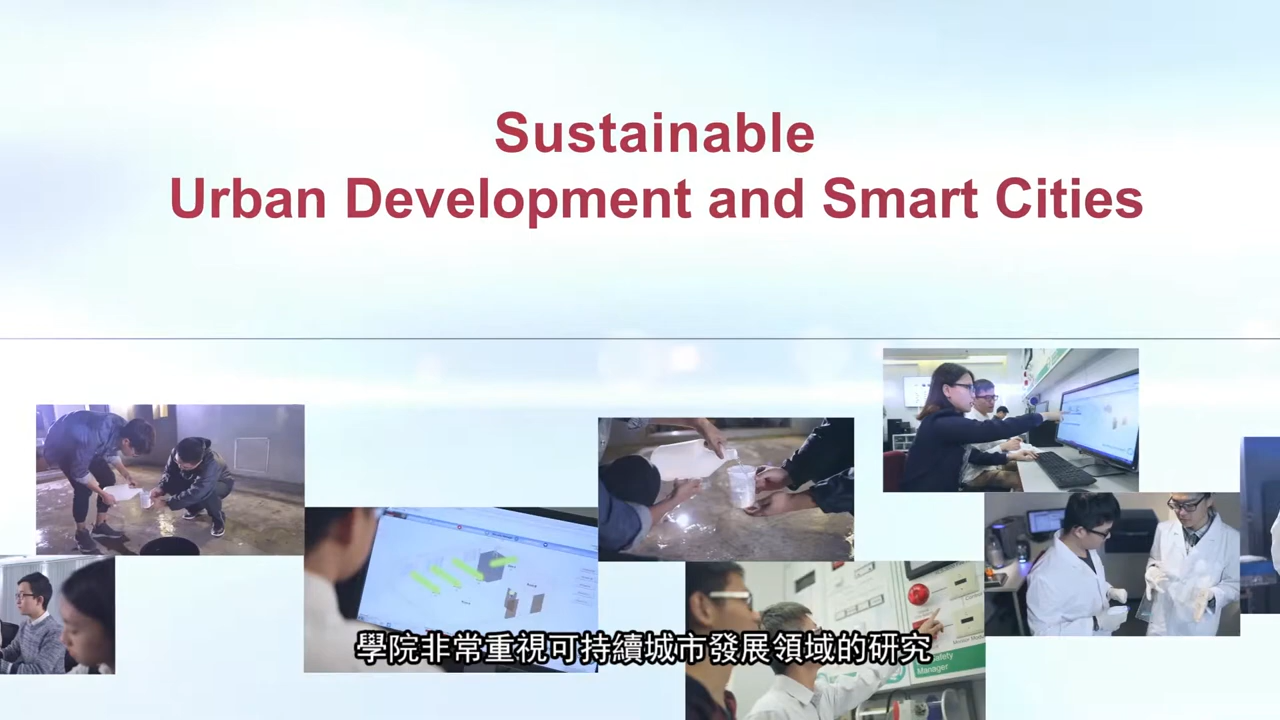 Sustainable
Urban Development and Smart Cities
學院非常重視可持續城市發展領域的研究
Manager